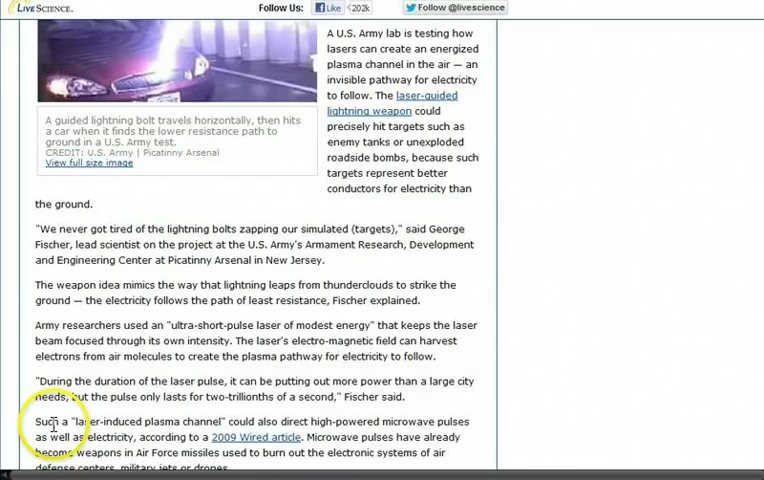 LIVESCIENCE.
Follow Us: Like 202k Follow @livescience
A U.S. Army lab is testing how
lasers can create an energized
plasma channel in the air — an
invisible pathway for electricity
to follow. The laser-guided
lightning weapon could
precisely hit targets such as
enemy tanks or unexploded
roadside bombs, because such
targets represent better
conductors for electricity than
the ground.
A guided lightning bolt travels horizontally, then hits
a car when it finds the lower resistance path to
ground in a U.S. Army test.
CREDIT: U.S. Army | Picatinny Arsenal
View full size image
"We never got tired of the lightning bolts zapping our simulated (targets)," said George
Fischer, lead scientist on the project at the U.S. Army's Armament Research, Development
and Engineering Center at Picatinny Arsenal in New Jersey.
The weapon idea mimics the way that lightning leaps from thunderclouds to strike the
ground — the electricity follows the path of least resistance, Fischer explained.
Army researchers used an "ultra-short-pulse laser of modest energy" that keeps the laser
beam focused through its own intensity. The laser's electro-magnetic field can harvest
electrons from air molecules to create the plasma pathway for electricity to follow.
"During the duration of the laser pulse, it can be putting out more power than a large city
needs, but the pulse only lasts for two-trillionths of a second," Fischer said.
Such a "laser-induced plasma channel" could also direct high-powered microwave pulses
as well as electricity, according to a 2009 Wired article. Microwave pulses have already
become weapons in Air Force missiles used to burn out the electronic systems of air
defense centers, military jets or drones.